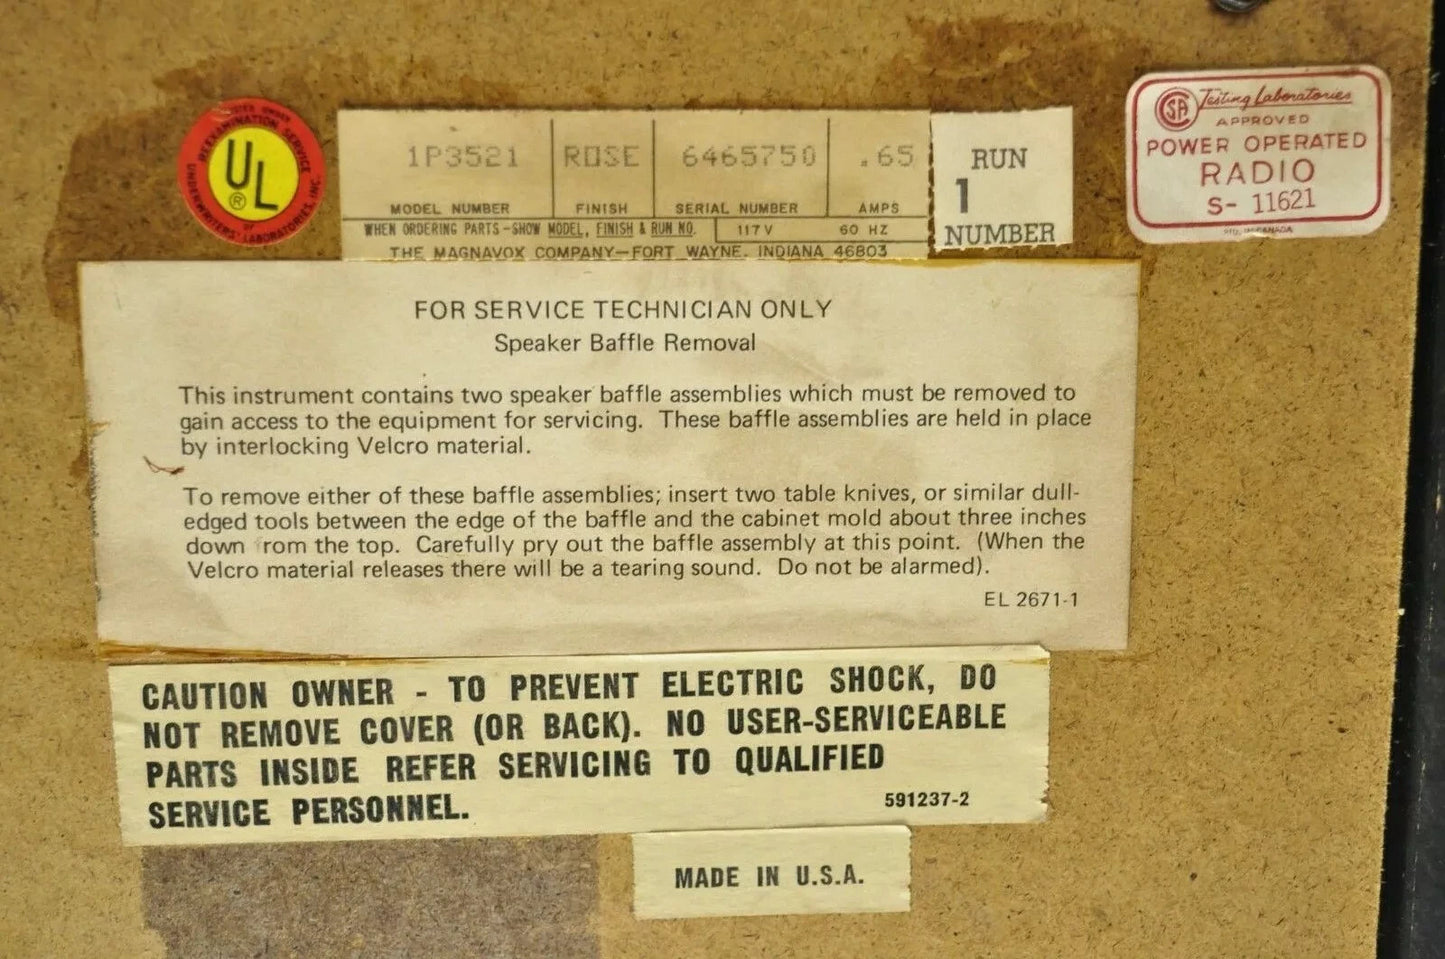 REEXAMINATION SERVICE
UL
®
OF
UNDERWRITERS' LABORATORIES, INC.
1P3521 ROSE 6465750 .65
MODEL NUMBER FINISH SERIAL NUMBER AMPS
WHEN ORDERING PARTS-SHOW MODEL, FINISH & RUN NO. 117 V 60 HZ
THE MAGNAVOX COMPANY—FORT WAYNE, INDIANA 46803
RUN
1
NUMBER
CSA Testing Laboratories
APPROVED
POWER OPERATED
RADIO
S- 11621
FOR SERVICE TECHNICIAN ONLY
Speaker Baffle Removal
This instrument contains two speaker baffle assemblies which must be removed to
gain access to the equipment for servicing. These baffle assemblies are held in place
by interlocking Velcro material.
To remove either of these baffle assemblies; insert two table knives, or similar dull-
edged tools between the edge of the baffle and the cabinet mold about three inches
down rom the top. Carefully pry out the baffle assembly at this point. (When the
Velcro material releases there will be a tearing sound. Do not be alarmed).
EL 2671-1
CAUTION OWNER - TO PREVENT ELECTRIC SHOCK, DO
NOT REMOVE COVER (OR BACK). NO USER-SERVICEABLE
PARTS INSIDE REFER SERVICING TO QUALIFIED
SERVICE PERSONNEL. 591237-2
MADE IN U.S.A.